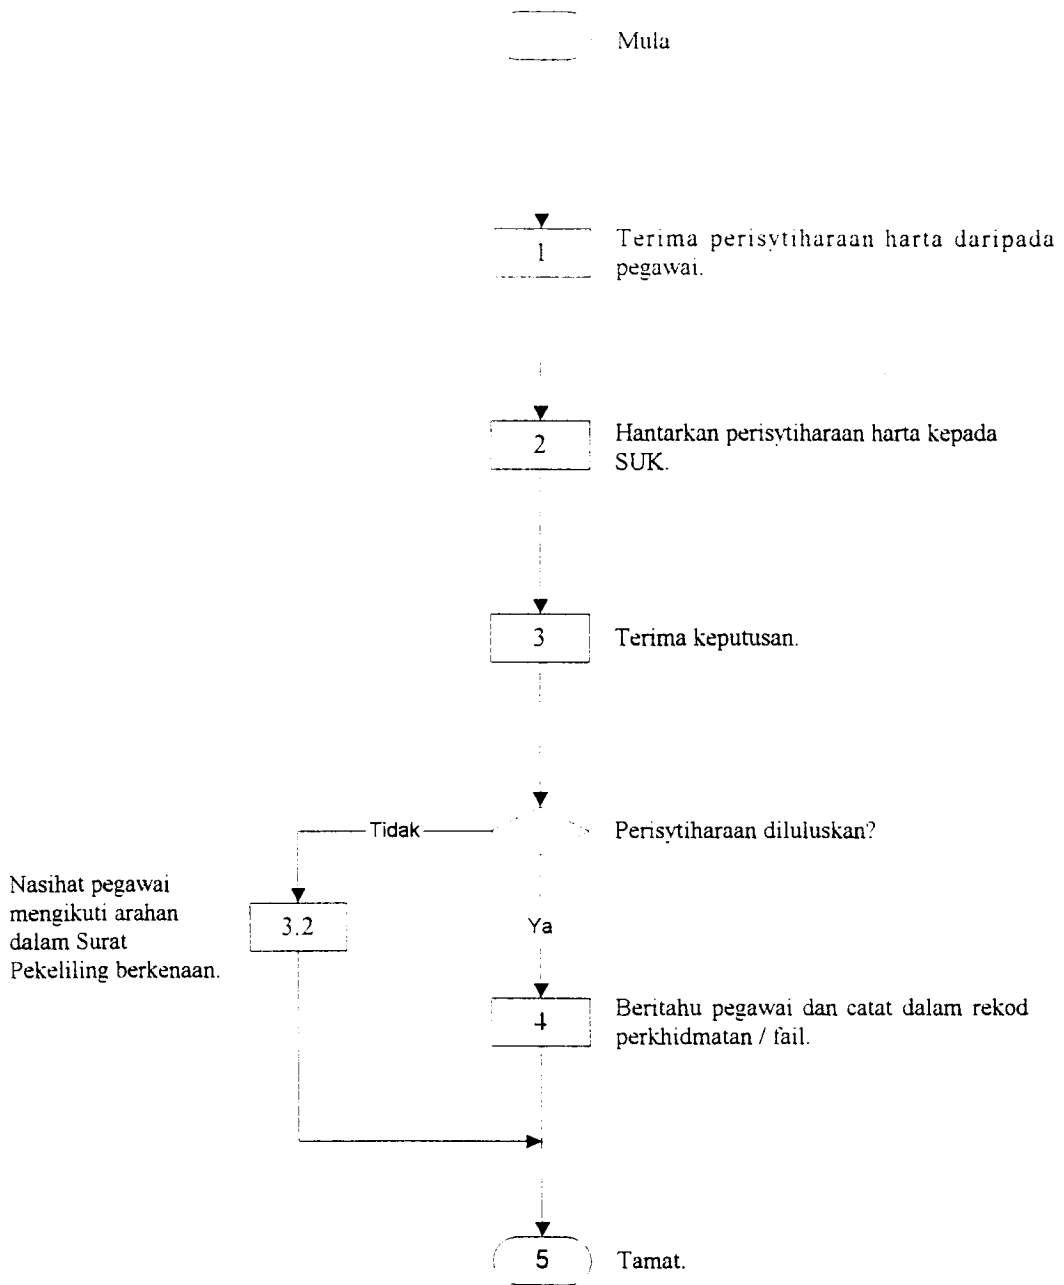 Mula
1
Terima perisytiharaan harta daripada
pegawai.
2
Hantarkan perisytiharaan harta kepada
SUK.
3
Terima keputusan.
Tidak
Perisytiharaan diluluskan?
Nasihat pegawai
mengikuti arahan
dalam Surat
Pekeliling berkenaan.
3.2
Ya
4
Beritahu pegawai dan catat dalam rekod
perkhidmatan / fail.
5
Tamat.